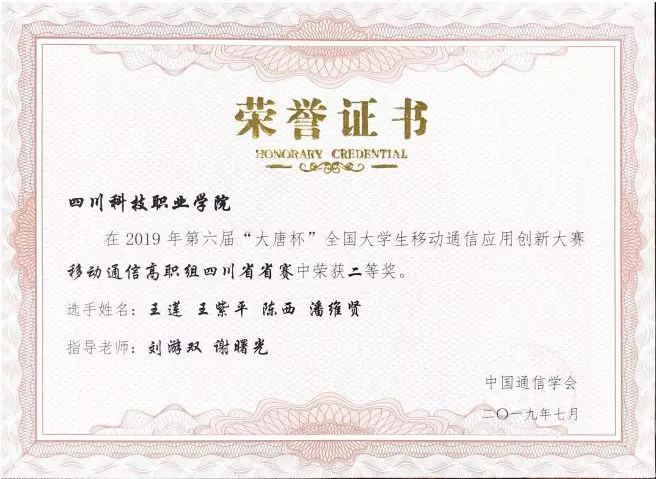 荣誉证书
HONORARY CREDENTIAL
四川科技职业学院
在 2019 年第六届“大唐杯”全国大学生移动通信应用创新大赛
移动通信高职组四川省省赛中荣获二等奖。
选手姓名：王莲 王紫平 陈西 潘维贤
指导老师：刘游双 谢曙光
中国通信学会
二〇一九年七月